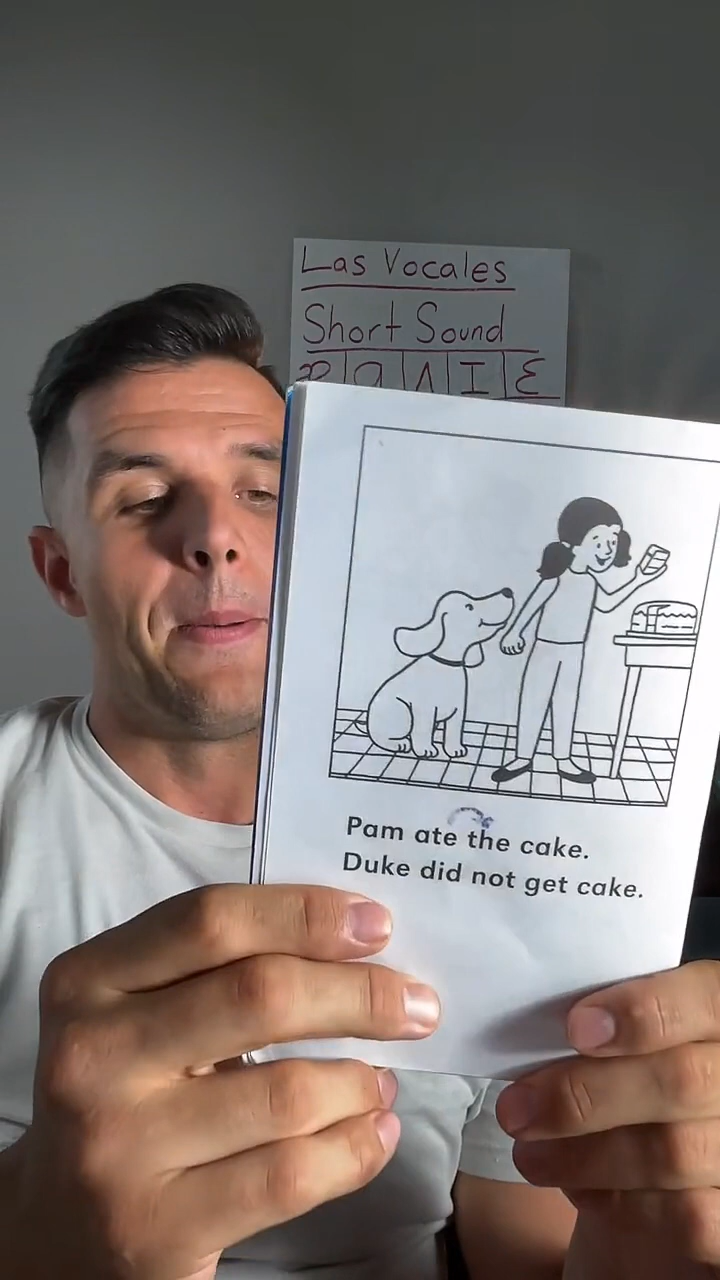 Las Vocales
Short Sound
æ a Λ I Ɛ
Pam ate the cake.
Duke did not get cake.